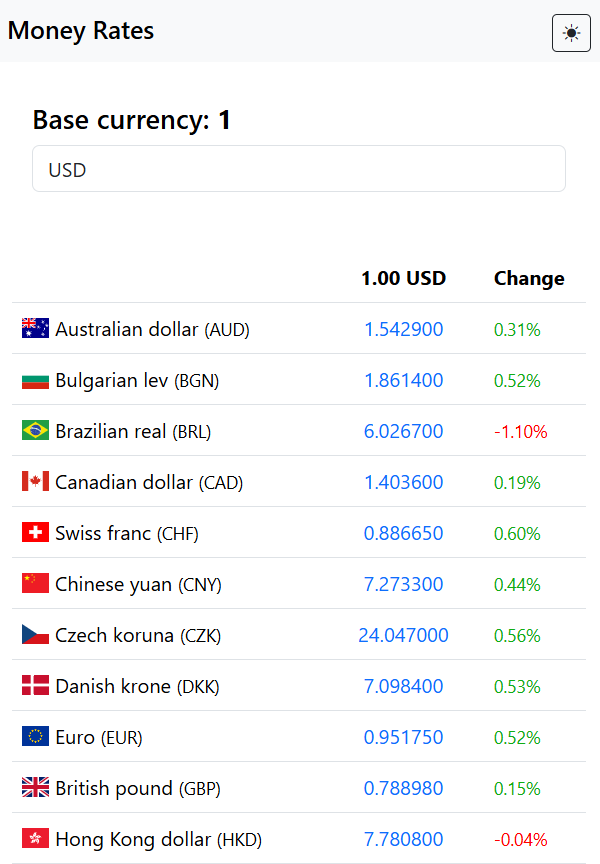 Money Rates
Base currency: 1
USD
1.00 USD Change
Australian dollar (AUD) 1.542900 0.31%
Bulgarian lev (BGN) 1.861400 0.52%
Brazilian real (BRL) 6.026700 -1.10%
Canadian dollar (CAD) 1.403600 0.19%
Swiss franc (CHF) 0.886650 0.60%
Chinese yuan (CNY) 7.273300 0.44%
Czech koruna (CZK) 24.047000 0.56%
Danish krone (DKK) 7.098400 0.53%
Euro (EUR) 0.951750 0.52%
British pound (GBP) 0.788980 0.15%
Hong Kong dollar (HKD) 7.780800 -0.04%